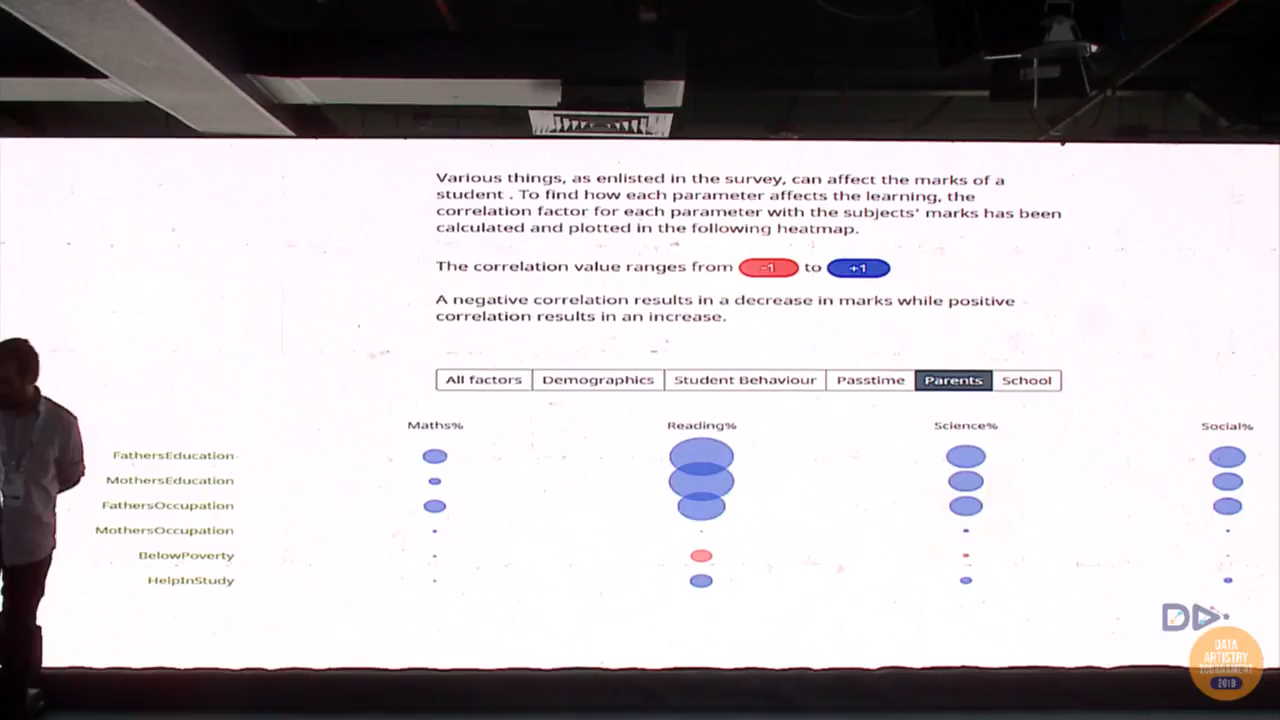 Various things, as enlisted in the survey, can affect the marks of a
student . To find how each parameter affects the learning, the
correlation factor for each parameter with the subjects' marks has been
calculated and plotted in the following heatmap.
The correlation value ranges from -1 to +1
A negative correlation results in a decrease in marks while positive
correlation results in an increase.
All factors Demographics Student Behaviour Passtime Parents School
Maths% Reading% Science% Social%
FathersEducation
MothersEducation
FathersOccupation
MothersOccupation
BelowPoverty
HelpInStudy
DATA
ARTISTRY
TOURNAMENT
2018